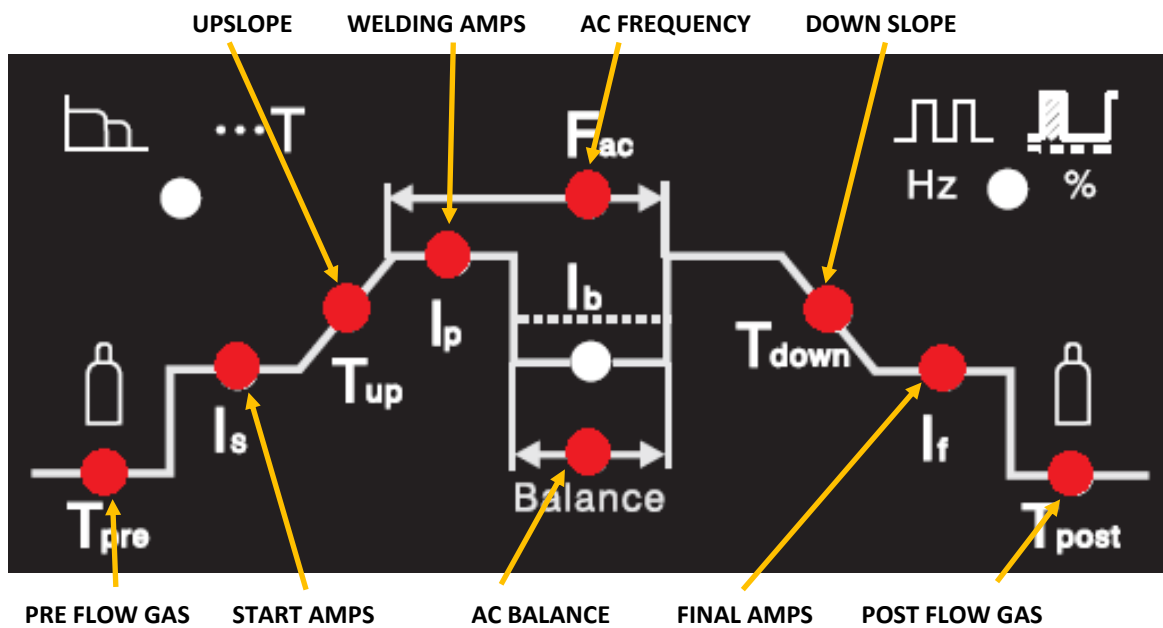 UPSLOPE WELDING AMPS AC FREQUENCY DOWN SLOPE
...T
Fac
Hz %
Ip
Ib
Tup
Tdown
Is
If
Balance
Tpre
Tpost
PRE FLOW GAS START AMPS AC BALANCE FINAL AMPS POST FLOW GAS